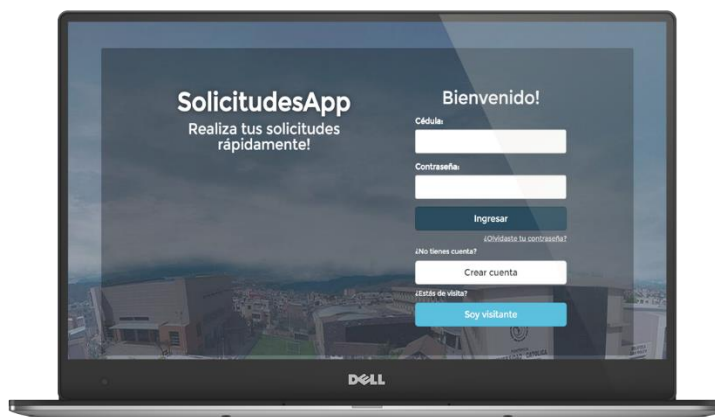 SolicitudesApp
Realiza tus solicitudes
rápidamente!
Bienvenido!
Cédula:
Contraseña:
Ingresar
¿Olvidaste tu contraseña?
¿No tienes cuenta?
Crear cuenta
¿Estás de visita?
Soy visitante
DELL